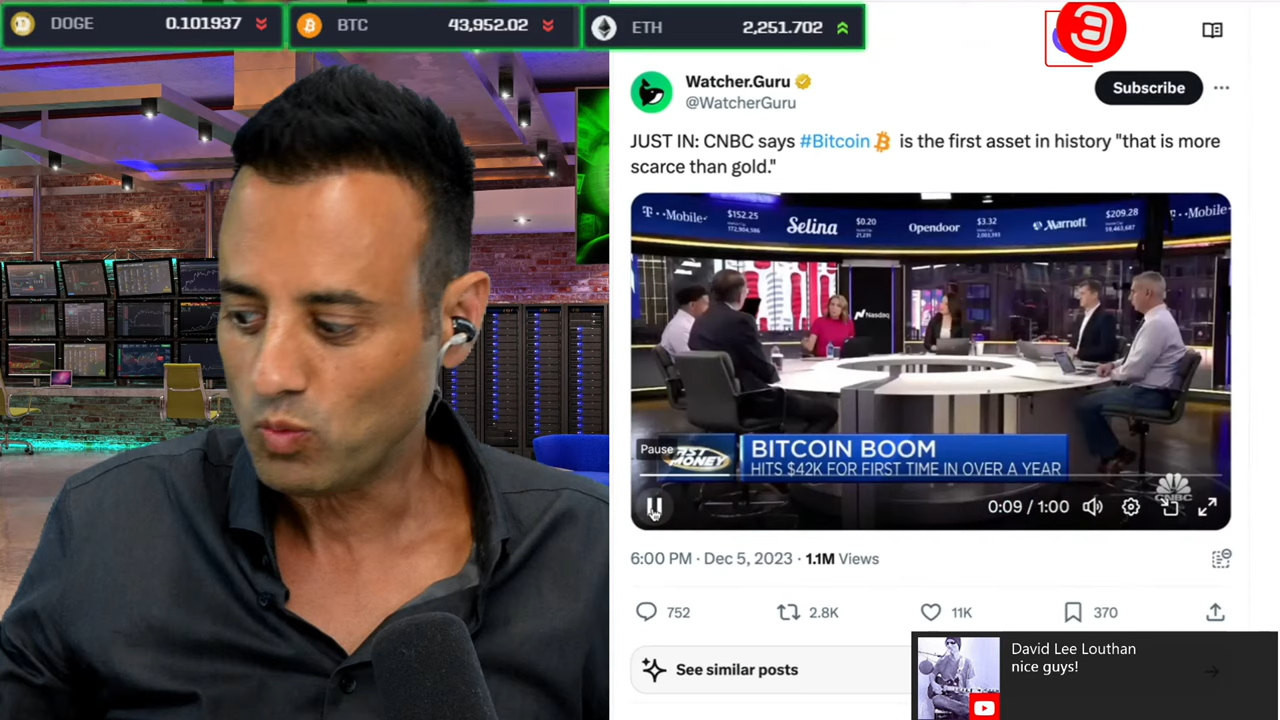 DOGE 0.101937
BTC 43,952.02
ETH 2,251.702
Watcher.Guru
@WatcherGuru
Subscribe
JUST IN: CNBC says #Bitcoin is the first asset in history "that is more
scarce than gold."
T-Mobile $152.25
Selina $0.20
Opendoor $3.32
Marriott $209.28
T-Mobile
Nasdaq
Pause
MONEY
BITCOIN BOOM
HITS $42K FOR FIRST TIME IN OVER A YEAR
CNBC
0:09 / 1:00
6:00 PM · Dec 5, 2023 · 1.1M Views
752
2.8K
11K
370
See similar posts
David Lee Louthan
nice guys!